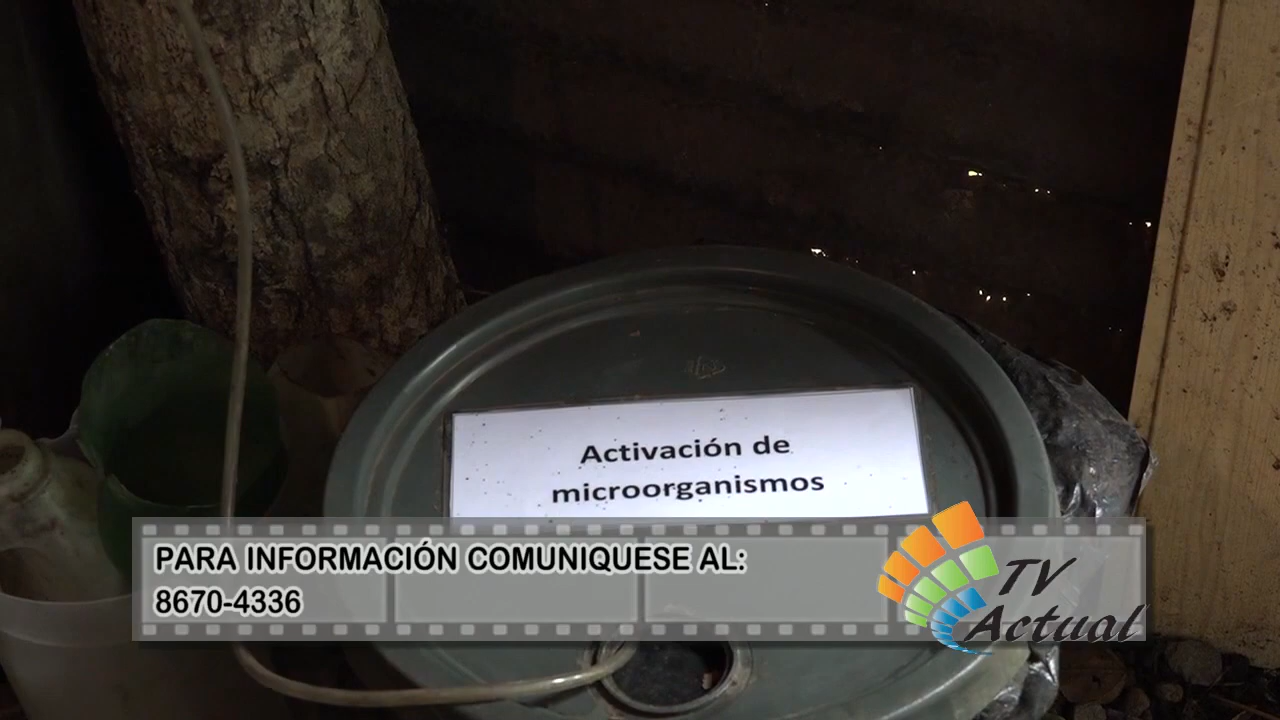 Activación de
microorganismos
PARA INFORMACIÓN COMUNIQUESE AL:
8670-4336
TV
Actual